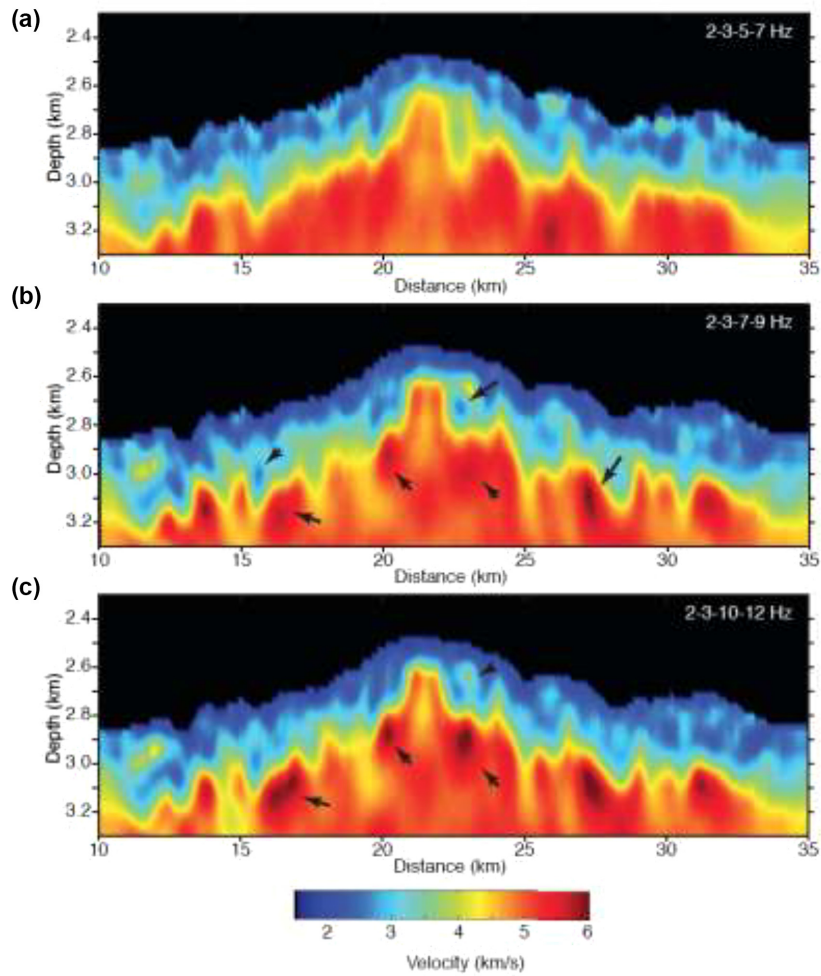 (a)
2-3-5-7 Hz
2.4
2.6
2.8
3.0
3.2
Depth (km)
10 15 20 25 30 35
Distance (km)
(b)
2-3-7-9 Hz
2.4
2.6
2.8
3.0
3.2
Depth (km)
10 15 20 25 30 35
Distance (km)
(c)
2-3-10-12 Hz
2.4
2.6
2.8
3.0
3.2
Depth (km)
10 15 20 25 30 35
Distance (km)
2 3 4 5 6
Velocity (km/s)